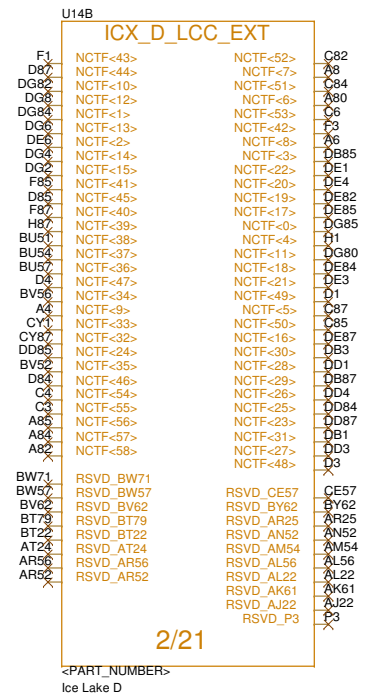 U14B
ICX_D_LCC_EXT
F1 NCTF<43> NCTF<52> C82
D87 NCTF<44> NCTF<7> A8
DG82 NCTF<10> NCTF<51> C84
DG8 NCTF<12> NCTF<6> A80
DG84 NCTF<1> NCTF<53> C6
DG6 NCTF<13> NCTF<42> F3
DE6 NCTF<2> NCTF<8> A6
DG4 NCTF<14> NCTF<3> DB85
DG2 NCTF<15> NCTF<22> DE1
F85 NCTF<41> NCTF<20> DE4
D85 NCTF<45> NCTF<19> DE82
F87 NCTF<40> NCTF<17> DE85
H87 NCTF<39> NCTF<0> DG85
BU51 NCTF<38> NCTF<4> H1
BU54 NCTF<37> NCTF<11> DG80
BU57 NCTF<36> NCTF<18> DE84
D4 NCTF<47> NCTF<21> DE3
BV56 NCTF<34> NCTF<49> D1
A4 NCTF<9> NCTF<5> C87
CY1 NCTF<33> NCTF<50> C85
CY87 NCTF<32> NCTF<16> DE87
DD85 NCTF<24> NCTF<30> DB3
BV52 NCTF<35> NCTF<28> DD1
D84 NCTF<46> NCTF<29> DB87
C4 NCTF<54> NCTF<26> DD4
C3 NCTF<55> NCTF<25> DD84
A85 NCTF<56> NCTF<23> DD87
A84 NCTF<57> NCTF<31> DB1
A82 NCTF<58> NCTF<27> DD3
NCTF<48> D3
BW71 RSVD_BW71
BW57 RSVD_BW57 RSVD_CE57 CE57
BV62 RSVD_BV62 RSVD_BY62 BY62
BT79 RSVD_BT79 RSVD_AR25 AR25
BT22 RSVD_BT22 RSVD_AN52 AN52
AT24 RSVD_AT24 RSVD_AM54 AM54
AR56 RSVD_AR56 RSVD_AL56 AL56
AR52 RSVD_AR52 RSVD_AL22 AL22
RSVD_AK61 AK61
RSVD_AJ22 AJ22
RSVD_P3 P3
2/21
<PART_NUMBER>
Ice Lake D